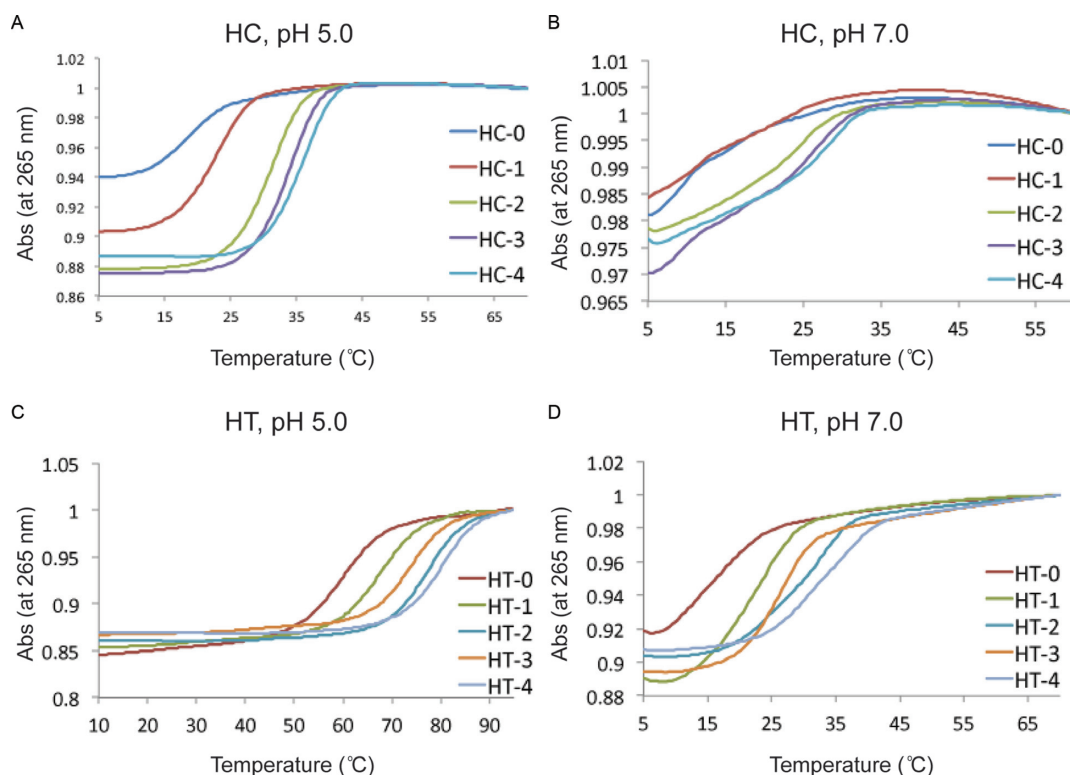 A
HC, pH 5.0
1.02
1
0.98
0.96
0.94
0.92
0.9
0.88
0.86
Abs (at 265 nm)
5 15 25 35 45 55 65
Temperature (℃)
HC-0
HC-1
HC-2
HC-3
HC-4
B
HC, pH 7.0
1.01
1.005
1
0.995
0.985
0.98
0.975
0.97
0.965
Abs (at 265 nm)
5 15 25 35 45 55
Temperature (℃)
HC-0
HC-1
HC-2
HC-3
HC-4
C
HT, pH 5.0
1.05
1
0.95
0.9
0.85
0.8
Abs (at 265 nm)
10 20 30 40 50 60 70 80 90
Temperature (℃)
HT-0
HT-1
HT-2
HT-3
HT-4
D
HT, pH 7.0
1.02
1
0.98
0.96
0.94
0.92
0.9
0.88
Abs (at 265 nm)
5 15 25 35 45 55 65
Temperature (℃)
HT-0
HT-1
HT-2
HT-3
HT-4